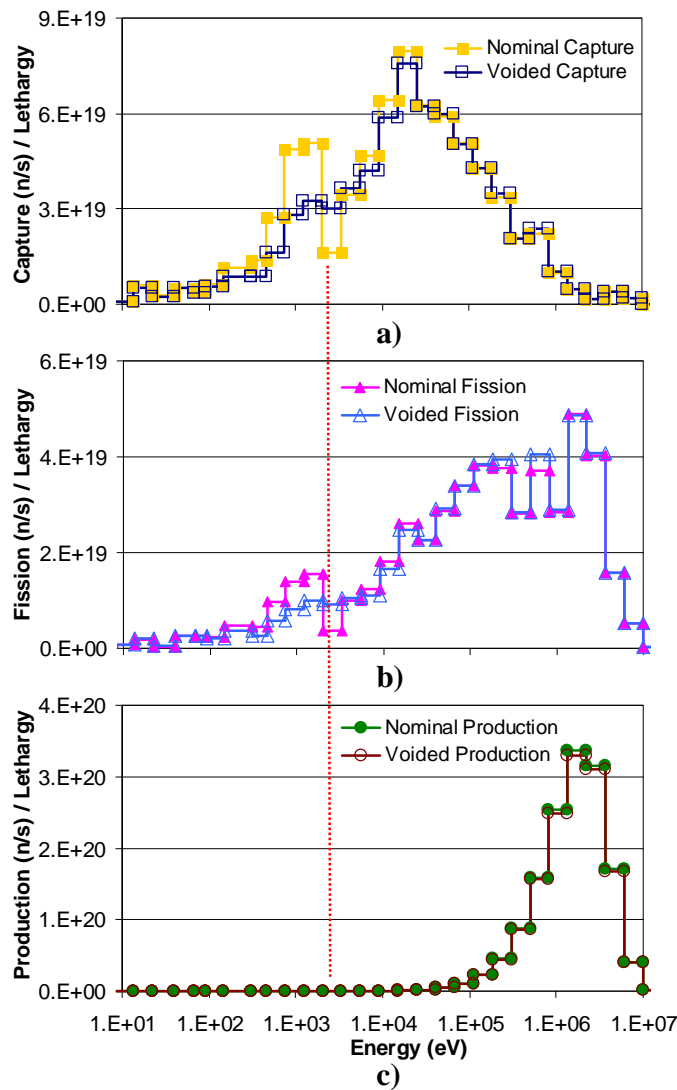 9.E+19
6.E+19
3.E+19
0.E+00
Capture (n/s) / Lethargy
Nominal Capture
Voided Capture
a)
6.E+19
4.E+19
2.E+19
0.E+00
Fission (n/s) / Lethargy
Nominal Fission
Voided Fission
b)
4.E+20
3.E+20
2.E+20
1.E+20
0.E+00
Production (n/s) / Lethargy
Nominal Production
Voided Production
1.E+01 1.E+02 1.E+03 1.E+04 1.E+05 1.E+06 1.E+07
Energy (eV)
c)